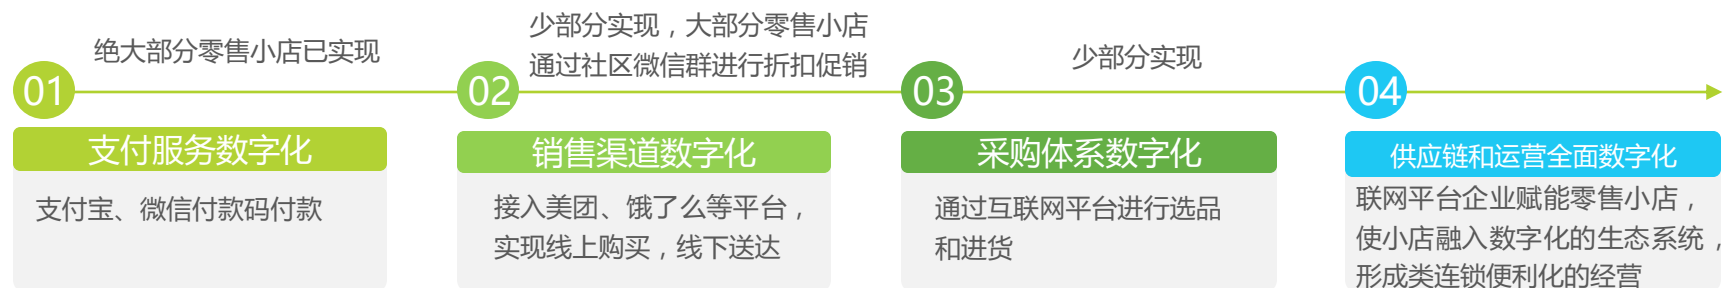 绝大部分零售小店已实现
少部分实现，大部分零售小店
通过社区微信群进行折扣促销
少部分实现
01
02
03
04
支付服务数字化
销售渠道数字化
采购体系数字化
供应链和运营全面数字化
支付宝、微信付款码付款
接入美团、饿了么等平台，
实现线上购买，线下送达
通过互联网平台进行选品
和进货
联网平台企业赋能零售小店，
使小店融入数字化的生态系统，
形成类连锁便利化的经营